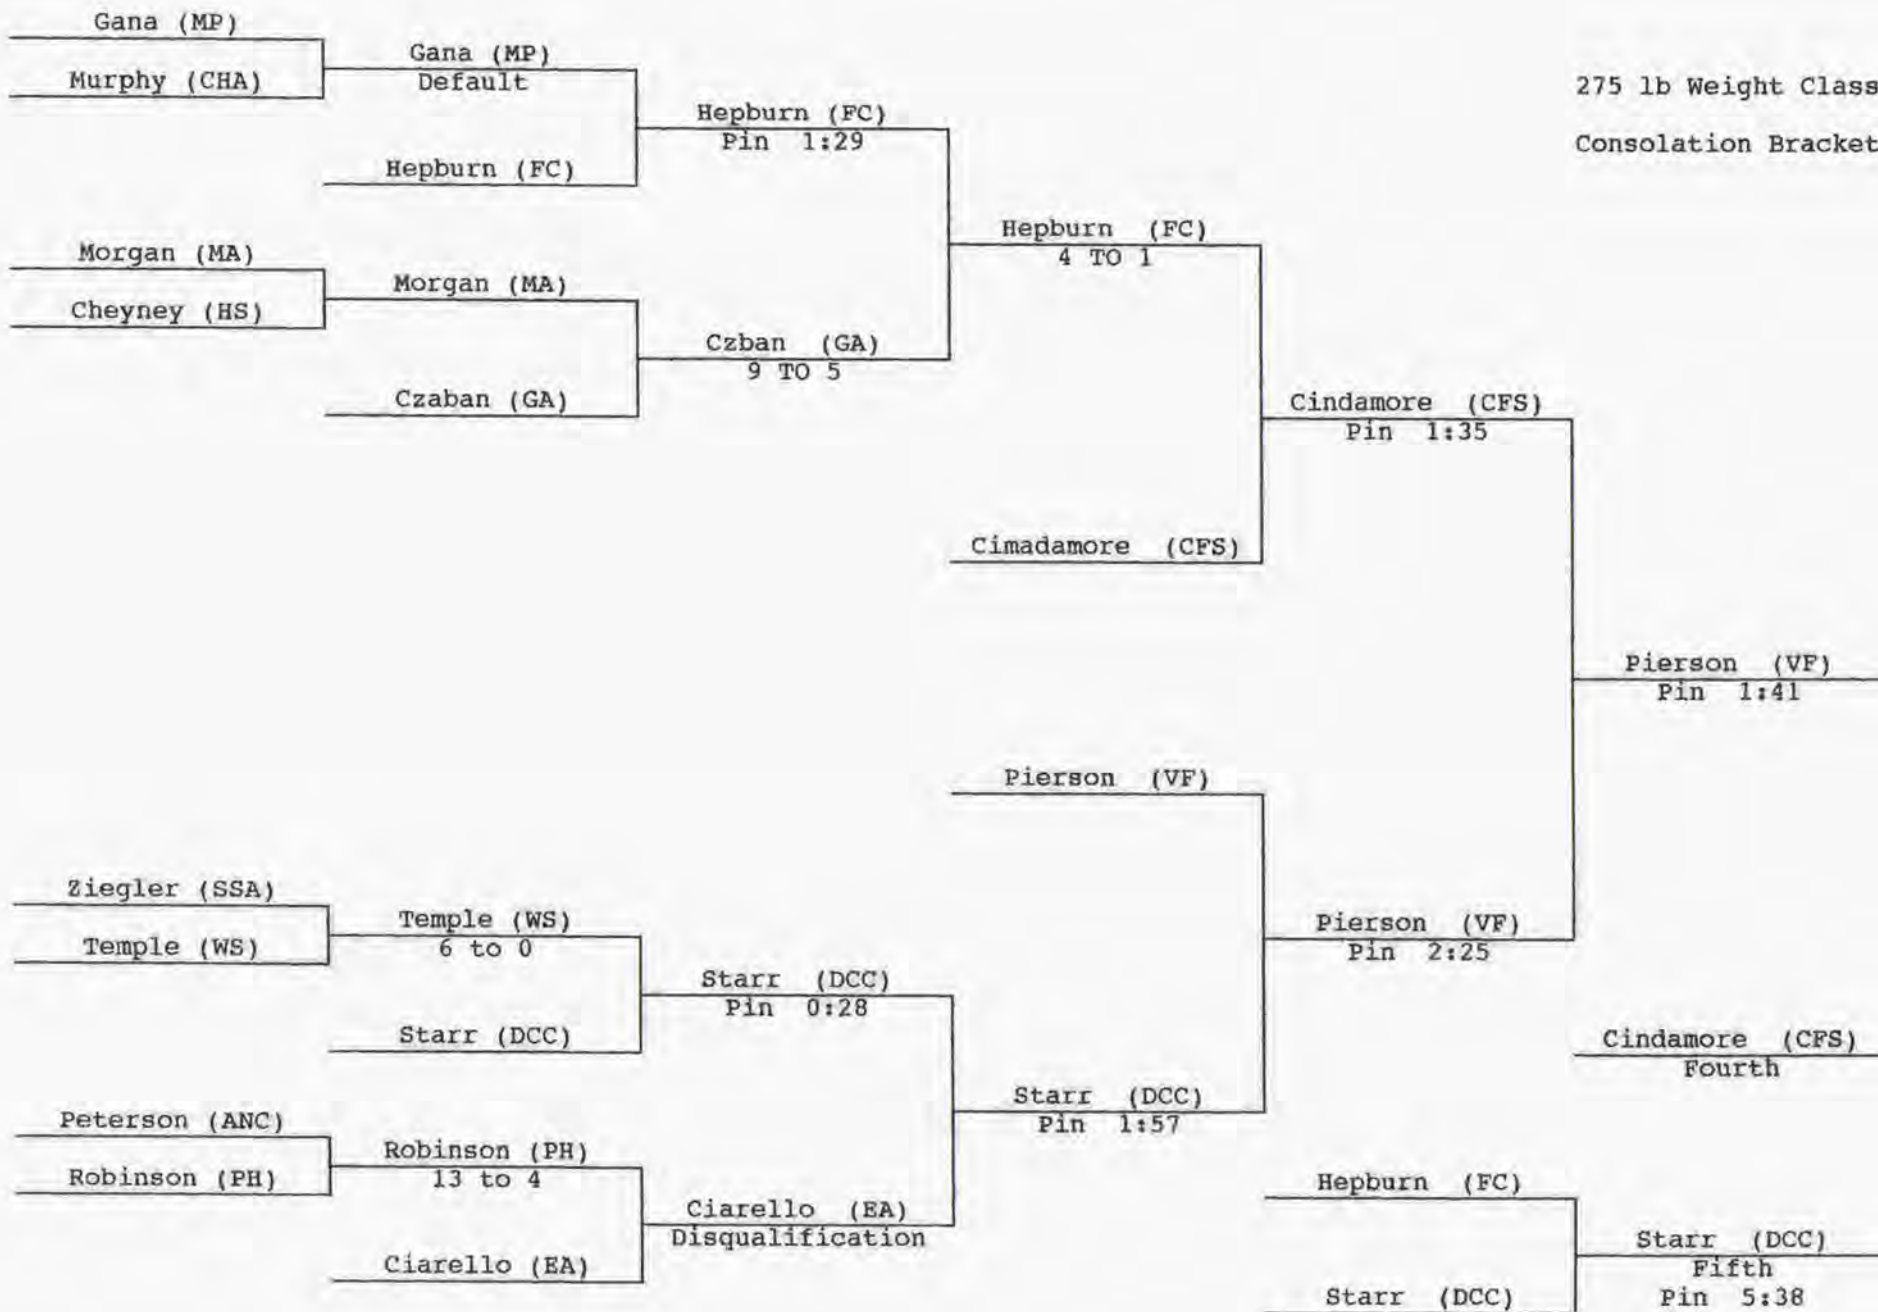 Gana (MP)
Murphy (CHA)
Gana (MP)
Default
Hepburn (FC)
Hepburn (FC)
Pin 1:29
Morgan (MA)
Cheyney (HS)
Morgan (MA)
Czaban (GA)
Czban (GA)
9 TO 5
Hepburn (FC)
4 TO 1
Cimadamore (CFS)
Cindamore (CFS)
Pin 1:35
275 lb Weight Class
Consolation Bracket
Pierson (VF)
Pin 1:41
Pierson (VF)
Ziegler (SSA)
Temple (WS)
Temple (WS)
6 to 0
Starr (DCC)
Starr (DCC)
Pin 0:28
Peterson (ANC)
Robinson (PH)
Robinson (PH)
13 to 4
Ciarello (EA)
Ciarello (EA)
Disqualification
Starr (DCC)
Pin 1:57
Pierson (VF)
Pin 2:25
Cindamore (CFS)
Fourth
Hepburn (FC)
Starr (DCC)
Starr (DCC)
Fifth
Pin 5:38